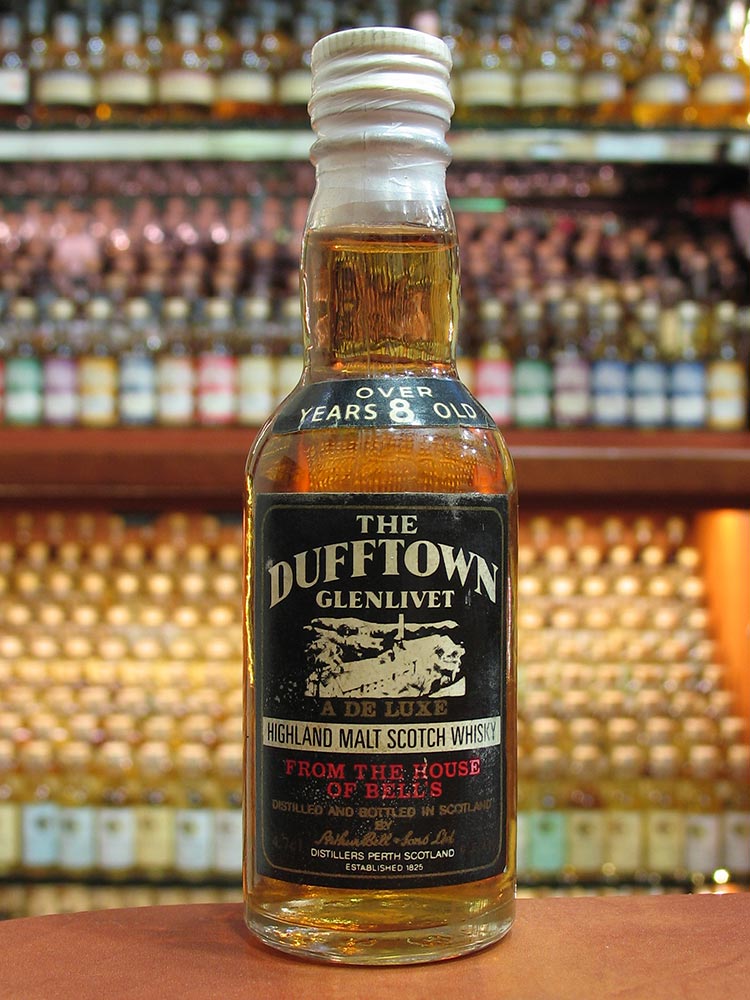 OVER
YEARS 8 OLD
THE
DUFFTOWN
GLENLIVET
A DE LUXE
HIGHLAND MALT SCOTCH WHISKY
FROM THE HOUSE
OF BELL'S
DISTILLED AND BOTTLED IN SCOTLAND
BY
Arthur Bell & Sons Ltd
DISTILLERS PERTH SCOTLAND
ESTABLISHED 1825